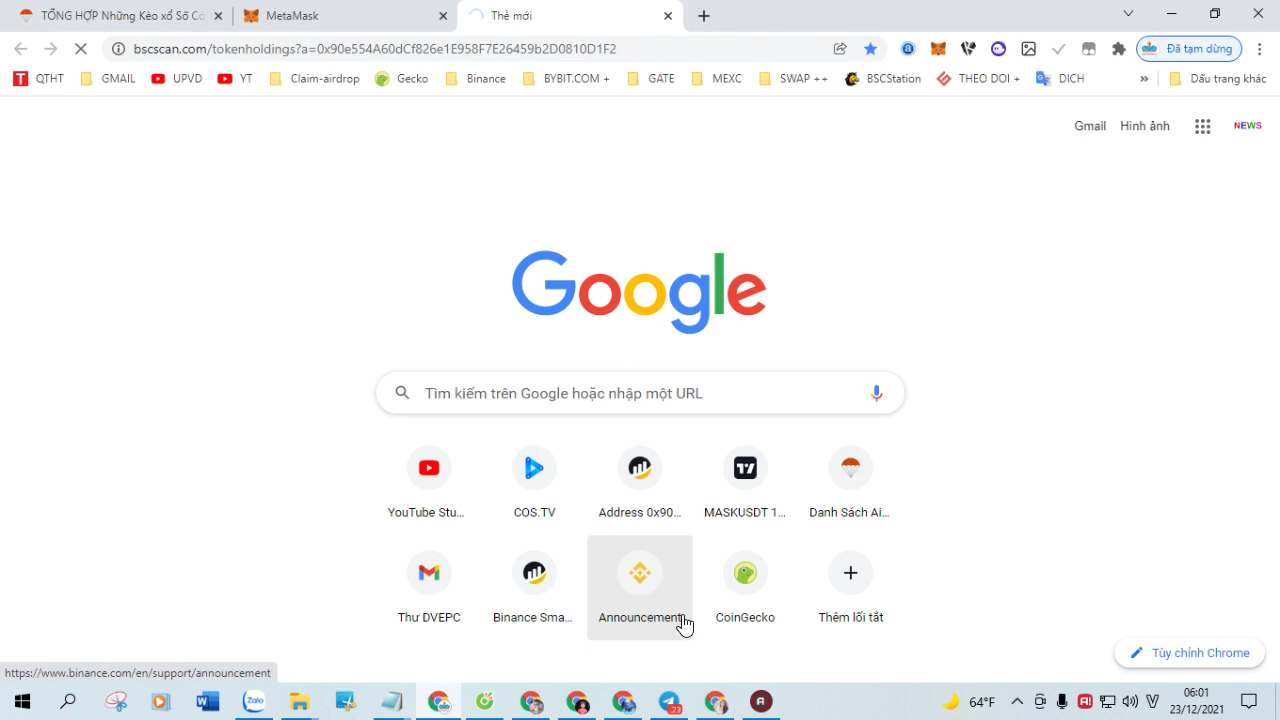 TỔNG HỢP Những Kèo xổ Số Cơ
MetaMask
Thẻ mới
bscscan.com/tokenholdings?a=0x90e554A60dCf826e1E958F7E26459b2D0810D1F2
Đã tạm dừng
QTHT
GMAIL
UPVD
YT
Claim-airdrop
Gecko
Binance
BYBIT.COM +
GATE
MEXC
SWAP ++
BSCStation
THEO DOI +
DICH
»
Dấu trang khác
Gmail
Hình ảnh
NEWS
Google
Tìm kiếm trên Google hoặc nhập một URL
YouTube Stu...
COS.TV
Address 0x90...
MASKUSDT 1...
Danh Sách Ai...
Thư DVEPC
Binance Sma...
Announcement
CoinGecko
Thêm lối tắt
Tùy chỉnh Chrome
https://www.binance.com/en/support/announcement
Zalo
23
64°F
06:01
23/12/2021